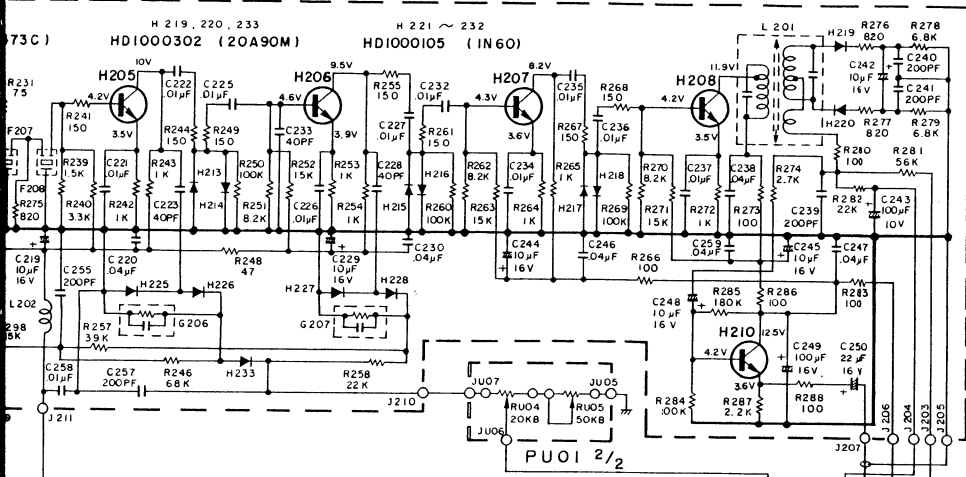 H 219, 220, 233
HD1000302 (20A90M)
H 221 ~ 232
HD1000105 (1N60)
73C)
R231
75
F207
F208
R275
820
R241
150
4.2V
H205
10V
3.5V
C222
.01µF
C225
.01µF
R244
150
R249
150
R239
1.5K
R240
3.3K
C221
.01µF
R242
1K
R243
1K
C223
40PF
H213
H214
R250
100K
R251
8.2K
C233
40PF
4.6V
H206
9.5V
3.9V
R252
15K
C226
.01µF
R253
1K
R254
1K
R255
150
C227
.01µF
C228
40PF
H215
C232
.01µF
R261
150
H216
R260
100K
R262
8.2K
R263
15K
4.3V
H207
8.2V
3.6V
C234
.01µF
R264
1K
R265
1K
C235
.01µF
R267
150
H217
R268
150
C236
.01µF
H218
R269
100K
R270
8.2K
R271
15K
4.2V
H208
11.9V
3.5V
C237
.01µF
R272
1K
C238
.04µF
R273
100
R274
2.7K
L 201
H219
H220
R276
820
R278
6.8K
C242
10µF
16V
C240
200PF
C241
200PF
R277
820
R279
6.8K
R280
100
R281
56K
R282
22K
C239
200PF
C243
100µF
10V
C219
10µF
16V
C255
200PF
C220
.04µF
R248
47
C229
10µF
16V
C230
.04µF
C244
10µF
16V
C246
.04µF
R266
100
C259
.04µF
C245
10µF
16V
C247
.04µF
R283
100
L202
H225
H226
G206
H227
H228
G207
R257
39K
R246
68K
H233
R258
22K
C258
.01µF
C257
200PF
J211
J210
JU07
JU05
JU06
RU04
20KB
RU05
50KB
PU01 2/2
C248
10µF
16V
R285
180K
R286
100
H210
12.5V
4.2V
3.6V
R287
2.2K
C249
100µF
16V
R288
100
C250
22µF
16V
J207
J206
J204
J203
J205